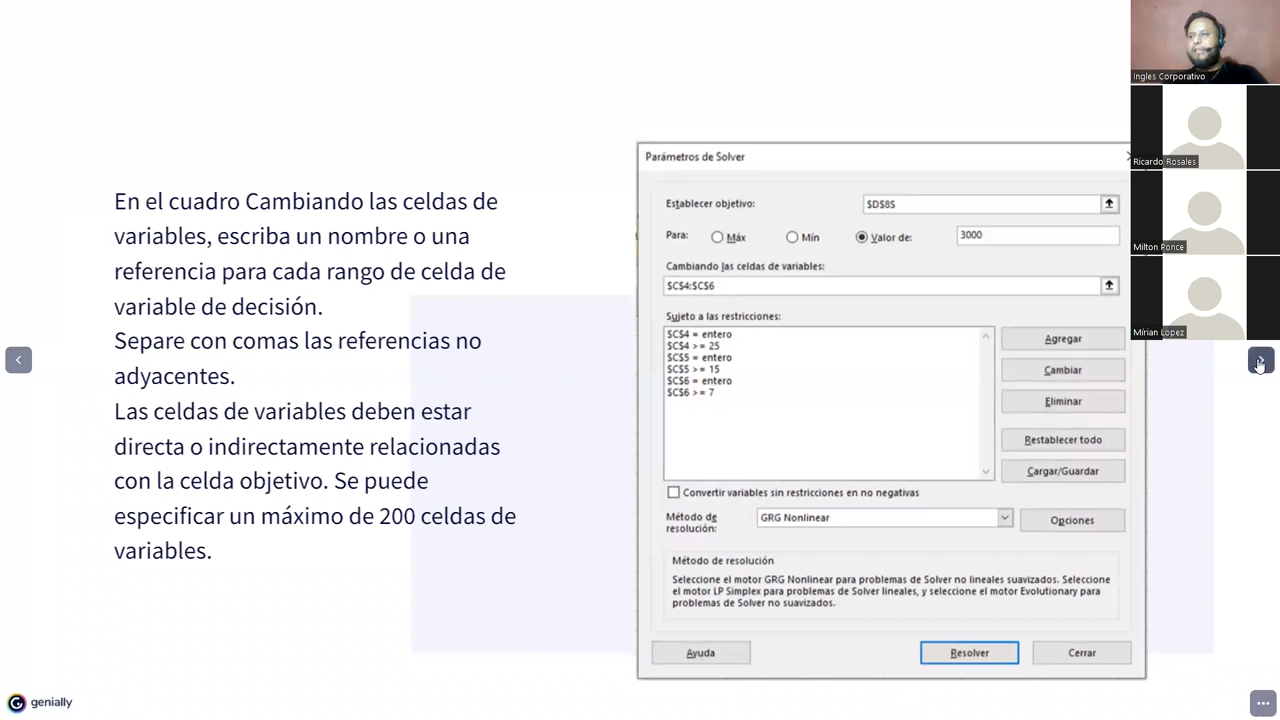 En el cuadro Cambiando las celdas de
variables, escriba un nombre o una
referencia para cada rango de celda de
variable de decisión.
Separe con comas las referencias no
adyacentes.
Las celdas de variables deben estar
directa o indirectamente relacionadas
con la celda objetivo. Se puede
especificar un máximo de 200 celdas de
variables.
Parámetros de Solver
Establecer objetivo:
$D$8$
Para:
Máx
Mín
Valor de:
3000
Cambiando las celdas de variables:
$C$4:$C$6
Sujeto a las restricciones:
$C$4 = entero
$C$4 >= 25
$C$5 = entero
$C$5 >= 15
$C$6 = entero
$C$6 >= 7
Agregar
Cambiar
Eliminar
Restablecer todo
Cargar/Guardar
Convertir variables sin restricciones en no negativas
Método de
resolución:
GRG Nonlinear
Opciones
Método de resolución
Seleccione el motor GRG Nonlinear para problemas de Solver no lineales suavizados. Seleccione
el motor LP Simplex para problemas de Solver lineales, y seleccione el motor Evolutionary para
problemas de Solver no suavizados.
Ayuda
Resolver
Cerrar
Ingles Corporativo
Ricardo Rosales
Milton Ponce
Mírian Lopez
genially